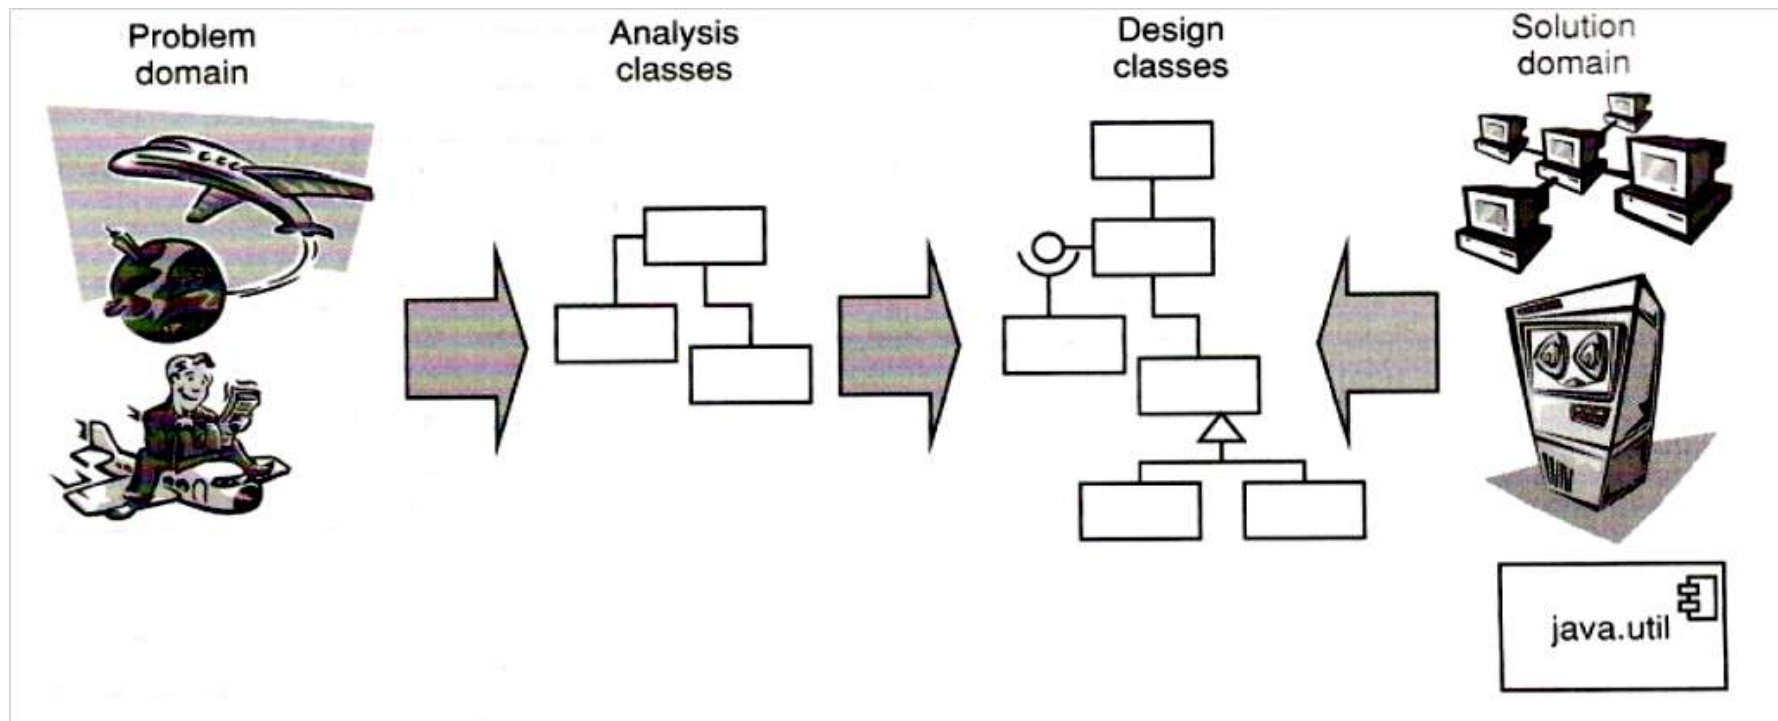 Problem
domain
Analysis
classes
Design
classes
Solution
domain
java.util